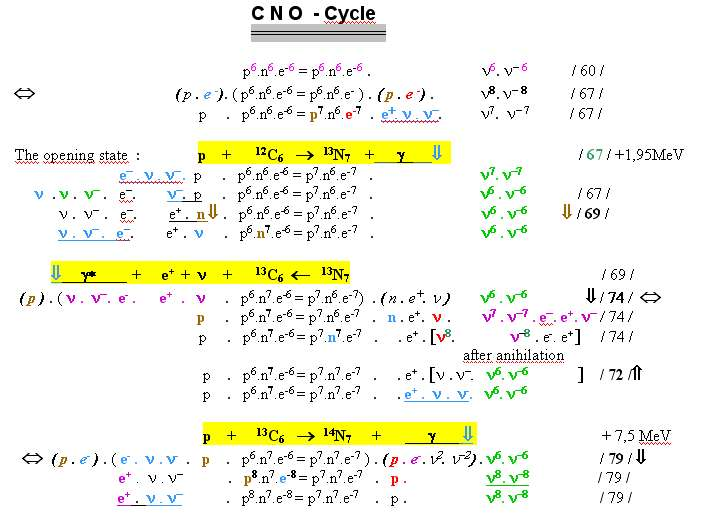 C N O - Cycle
p⁶.n⁶.e⁻⁶ = p⁶.n⁶.e⁻⁶ . ν⁶. ν⁻⁶ / 60 /
⇔ (p . e⁻). ( p⁶.n⁶.e⁻⁶ = p⁶.n⁶.e⁻ ) . (p . e⁻) . ν⁸. ν⁻⁸ / 67 /
p . p⁶.n⁶.e⁻⁶ = p⁷.n⁶.e⁻⁷ . e⁺. ν . ν⁻. ν⁷. ν⁻⁷ / 67 /
The opening state : p + ¹²C₆ → ¹³N₇ + γ ⇓ / 67 / +1,95MeV
e⁻ . ν . ν⁻. p . p⁶.n⁶.e⁻⁶ = p⁷.n⁶.e⁻⁷ . ν⁷. ν⁻⁷
ν . ν . ν⁻. e⁻. ν⁻. p . p⁶.n⁶.e⁻⁶ = p⁷.n⁶.e⁻⁷ . ν⁶ . ν⁻⁶ / 67 /
ν . ν⁻ . e⁻. e⁺ . n⇓ . p⁶.n⁶.e⁻⁶ = p⁷.n⁶.e⁻⁷ . ν⁶ . ν⁻⁶ ⇓ / 69 /
ν . ν⁻. e⁻. e⁺ . ν . p⁶.n⁷.e⁻⁶ = p⁷.n⁶.e⁻⁷ . ν⁶ . ν⁻⁶
⇓ γ* + e⁺ + ν + ¹³C₆ ← ¹³N₇ / 69 /
(p) . ( ν . ν⁻. e⁻. e⁺ . ν . p⁶.n⁷.e⁻⁶ = p⁷.n⁶.e⁻⁷) . (n . e⁺. ν) ν⁶. ν⁻⁶ ⇓ / 74 / ⇔
p . p⁶.n⁷.e⁻⁶ = p⁷.n⁶.e⁻⁷ . n . e⁺. ν . ν⁷. ν⁻⁷ . e⁻. e⁺. ν⁻ / 74 /
p . p⁶.n⁷.e⁻⁶ = p⁷.n⁷.e⁻⁷ . . e⁺ . [ν⁸. ν⁻⁸ . e⁻. e⁺] / 74 /
after anihilation
p . p⁶.n⁷.e⁻⁶ = p⁷.n⁷.e⁻⁷ . . e⁺ . [ν . ν⁻. ν⁶. ν⁻⁶ ] / 72 /⇑
p . p⁶.n⁷.e⁻⁶ = p⁷.n⁷.e⁻⁷ . . e⁺ . ν . ν⁻. ν⁶. ν⁻⁶
p + ¹³C₆ → ¹⁴N₇ + γ ⇓ + 7,5 MeV
⇔ (p . e⁻) . ( e⁻ . ν . ν⁻ . p . p⁶.n⁷.e⁻⁶ = p⁷.n⁷.e⁻⁷ ) . (p . e⁻. ν². ν⁻²) . ν⁶. ν⁻⁶ / 79 / ⇓
e⁺ . ν . ν⁻ . p⁸.n⁷.e⁻⁸ = p⁷.n⁷.e⁻⁷ . p . ν⁸. ν⁻⁸ / 79 /
e⁺ . ν . ν⁻ . p⁸.n⁷.e⁻⁸ = p⁷.n⁷.e⁻⁷ . p . ν⁸. ν⁻⁸ / 79 /